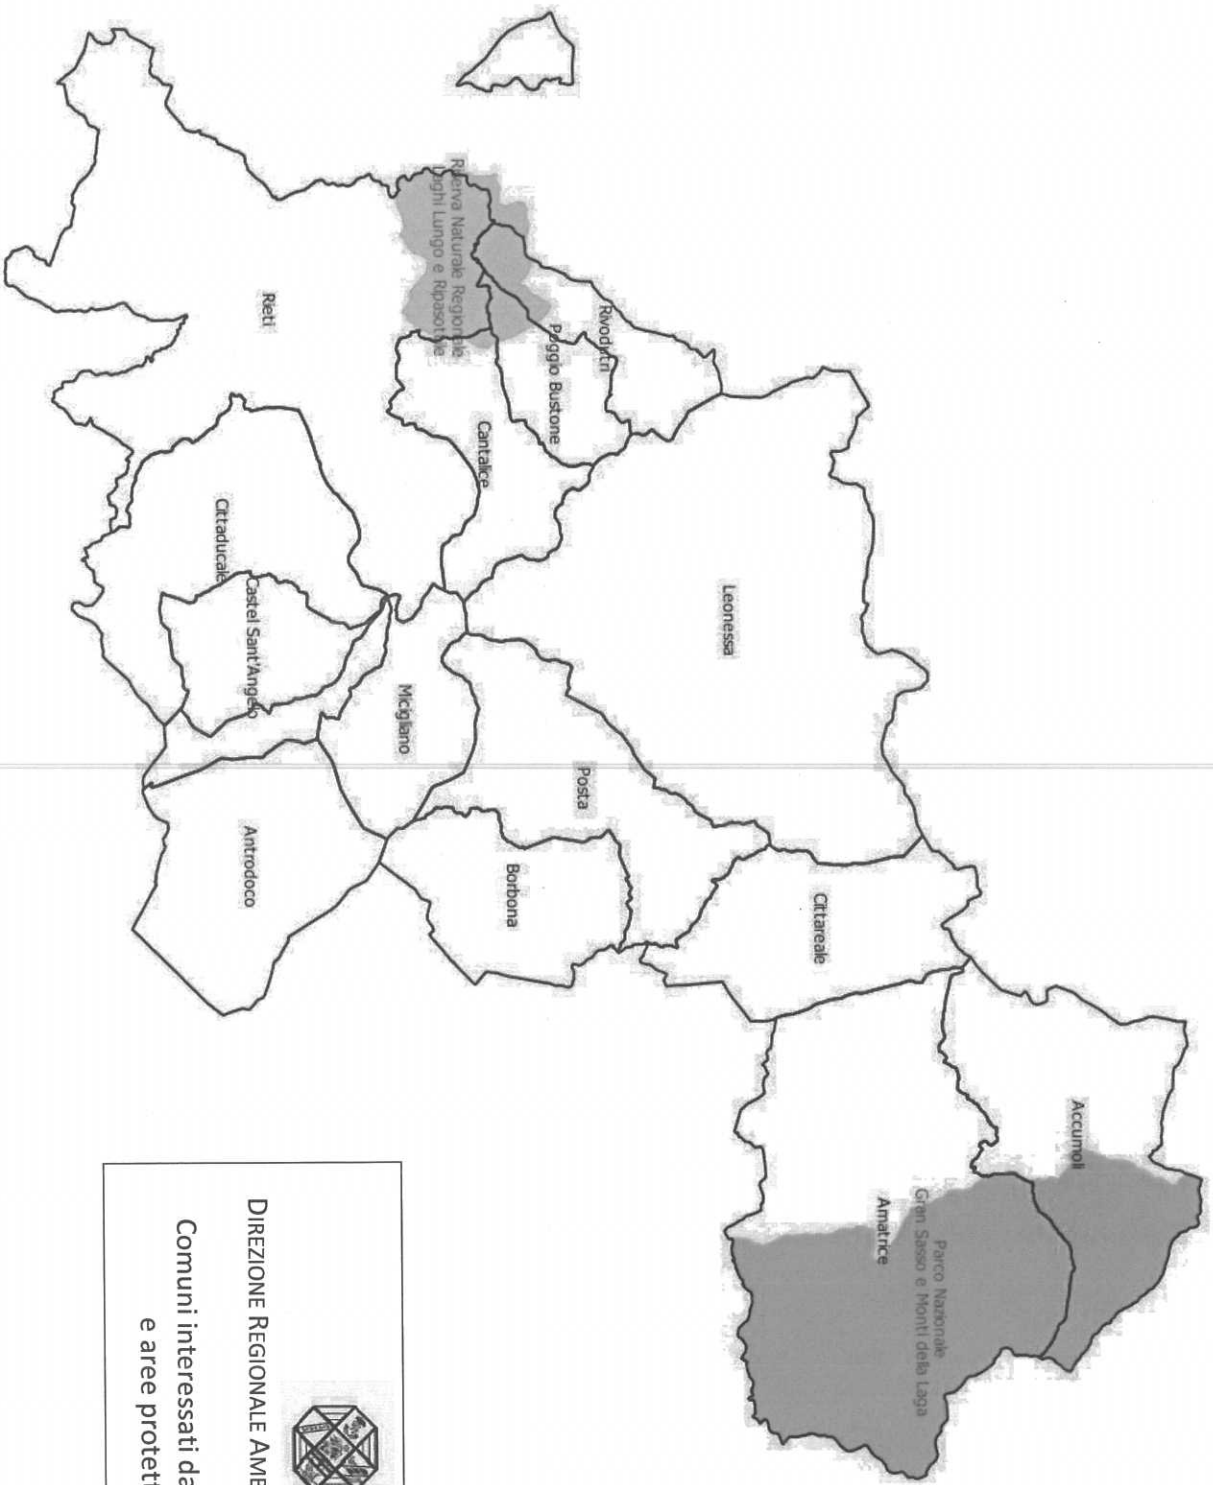 Accumoli
Parco Nazionale
Gran Sasso e Monti della Laga
Amatrice
Cittareale
Leonessa
Rivodutri
Posta
Poggio Bustone
Borbona
Cantalice
Riserva Naturale Regionale
Laghi Lungo e Ripasottile
Micigliano
Rieti
Castel Sant'Angelo
Antrodoco
Cittaducale
DIREZIONE REGIONALE AMB
Comuni interessati da
e aree protett